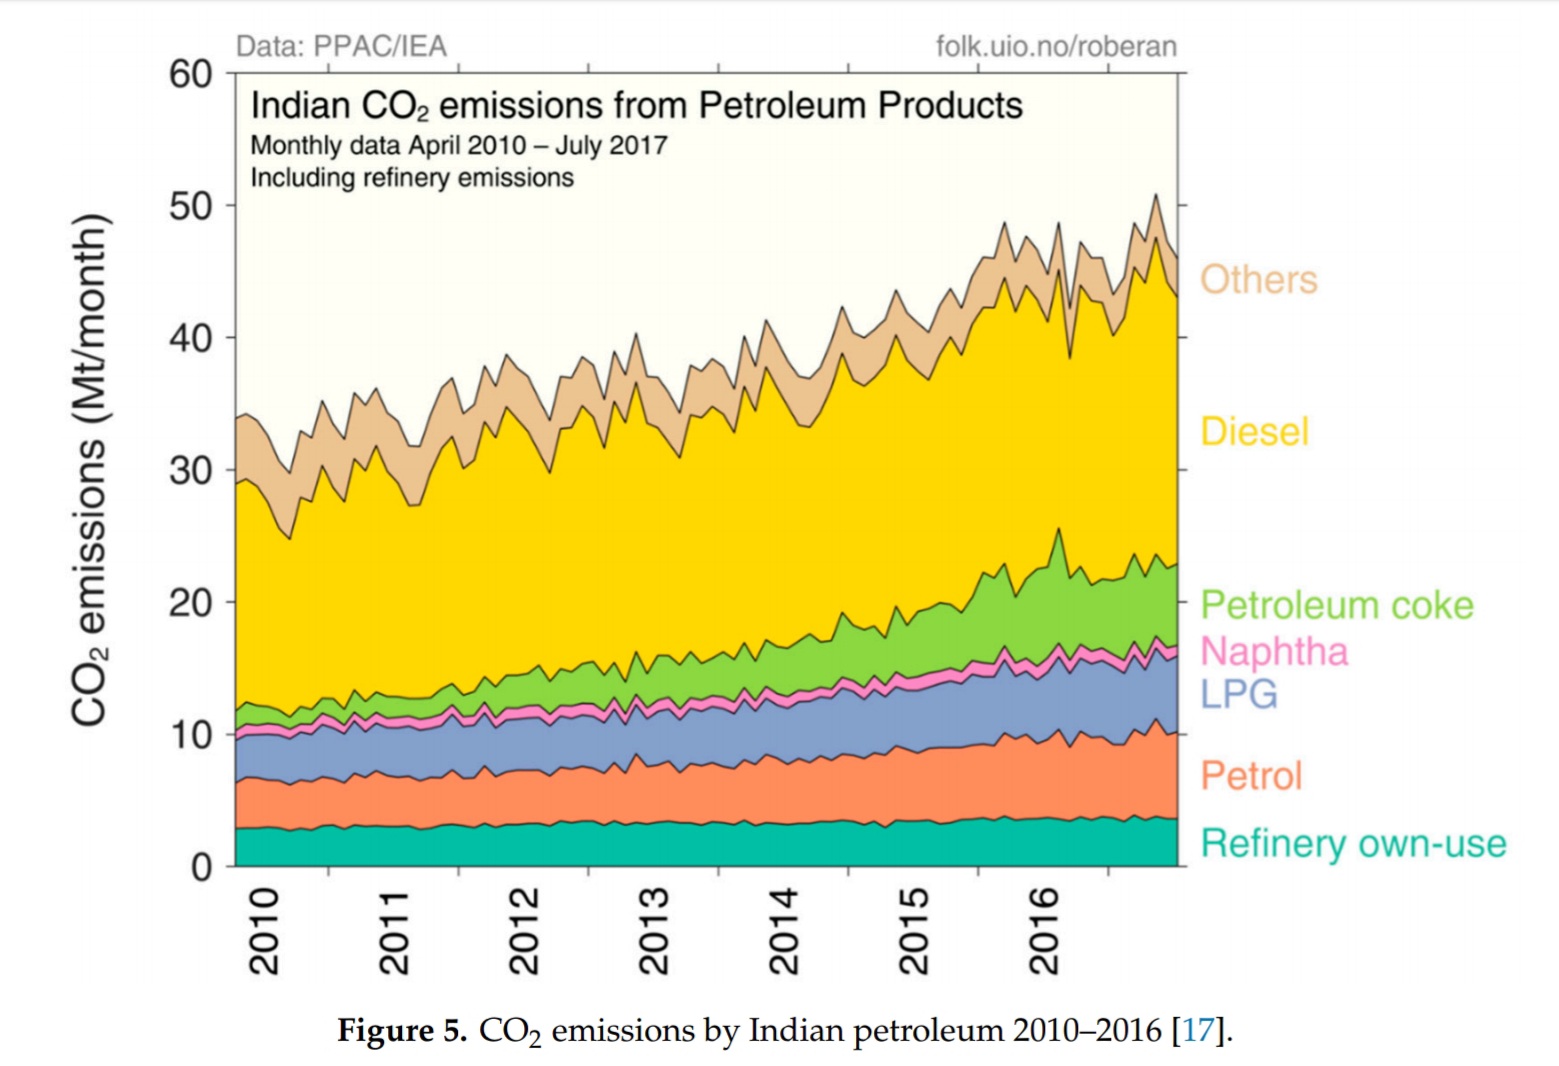 Data: PPAC/IEA
folk.uio.no/roberan
Indian CO₂ emissions from Petroleum Products
Monthly data April 2010 – July 2017
Including refinery emissions
CO₂ emissions (Mt/month)
60
50
40
30
20
10
0
Others
Diesel
Petroleum coke
Naphtha
LPG
Petrol
Refinery own-use
2010
2011
2012
2013
2014
2015
2016
Figure 5. CO₂ emissions by Indian petroleum 2010–2016 [17].